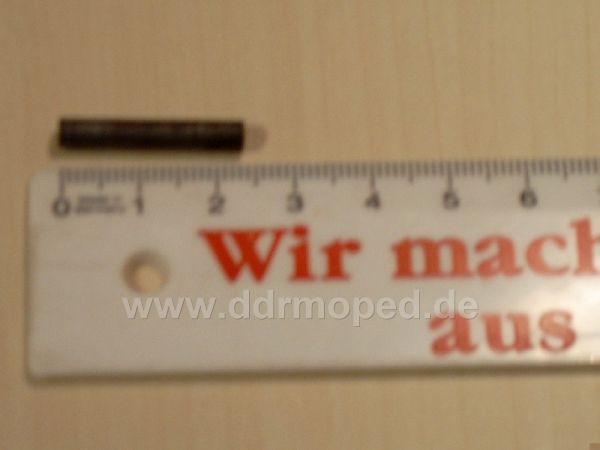 0 1 2 3 4 5 6
Wir mach
www.ddrmoped.de
aus